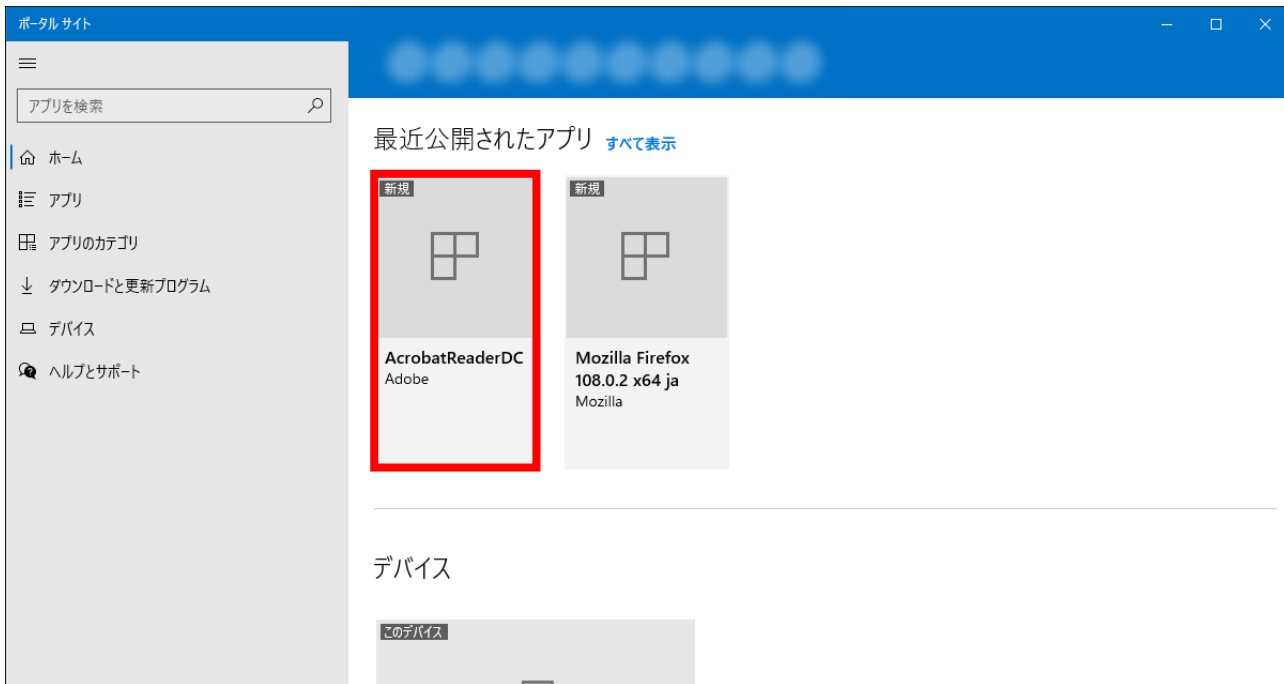 ポータル サイト
アプリを検索
ホーム
アプリ
アプリのカテゴリ
ダウンロードと更新プログラム
デバイス
ヘルプとサポート
最近公開されたアプリ すべて表示
新規
AcrobatReaderDC
Adobe
新規
Mozilla Firefox
108.0.2 x64 ja
Mozilla
デバイス
このデバイス